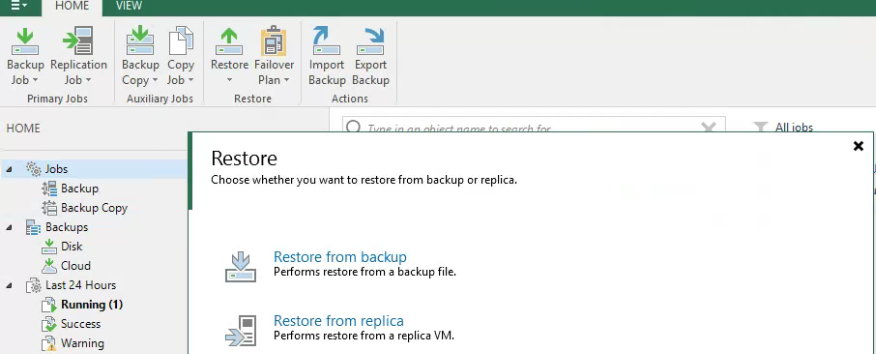 HOME VIEW
Backup Job Replication Job Backup Copy Copy Job Restore Failover Plan Import Backup Export Backup
Primary Jobs Auxiliary Jobs Restore Actions
HOME
Type in an object name to search for
All jobs
Restore
Choose whether you want to restore from backup or replica.
Jobs
Backup
Backup Copy
Backups
Disk
Cloud
Last 24 Hours
Running (1)
Success
Warning
Restore from backup
Performs restore from a backup file.
Restore from replica
Performs restore from a replica VM.